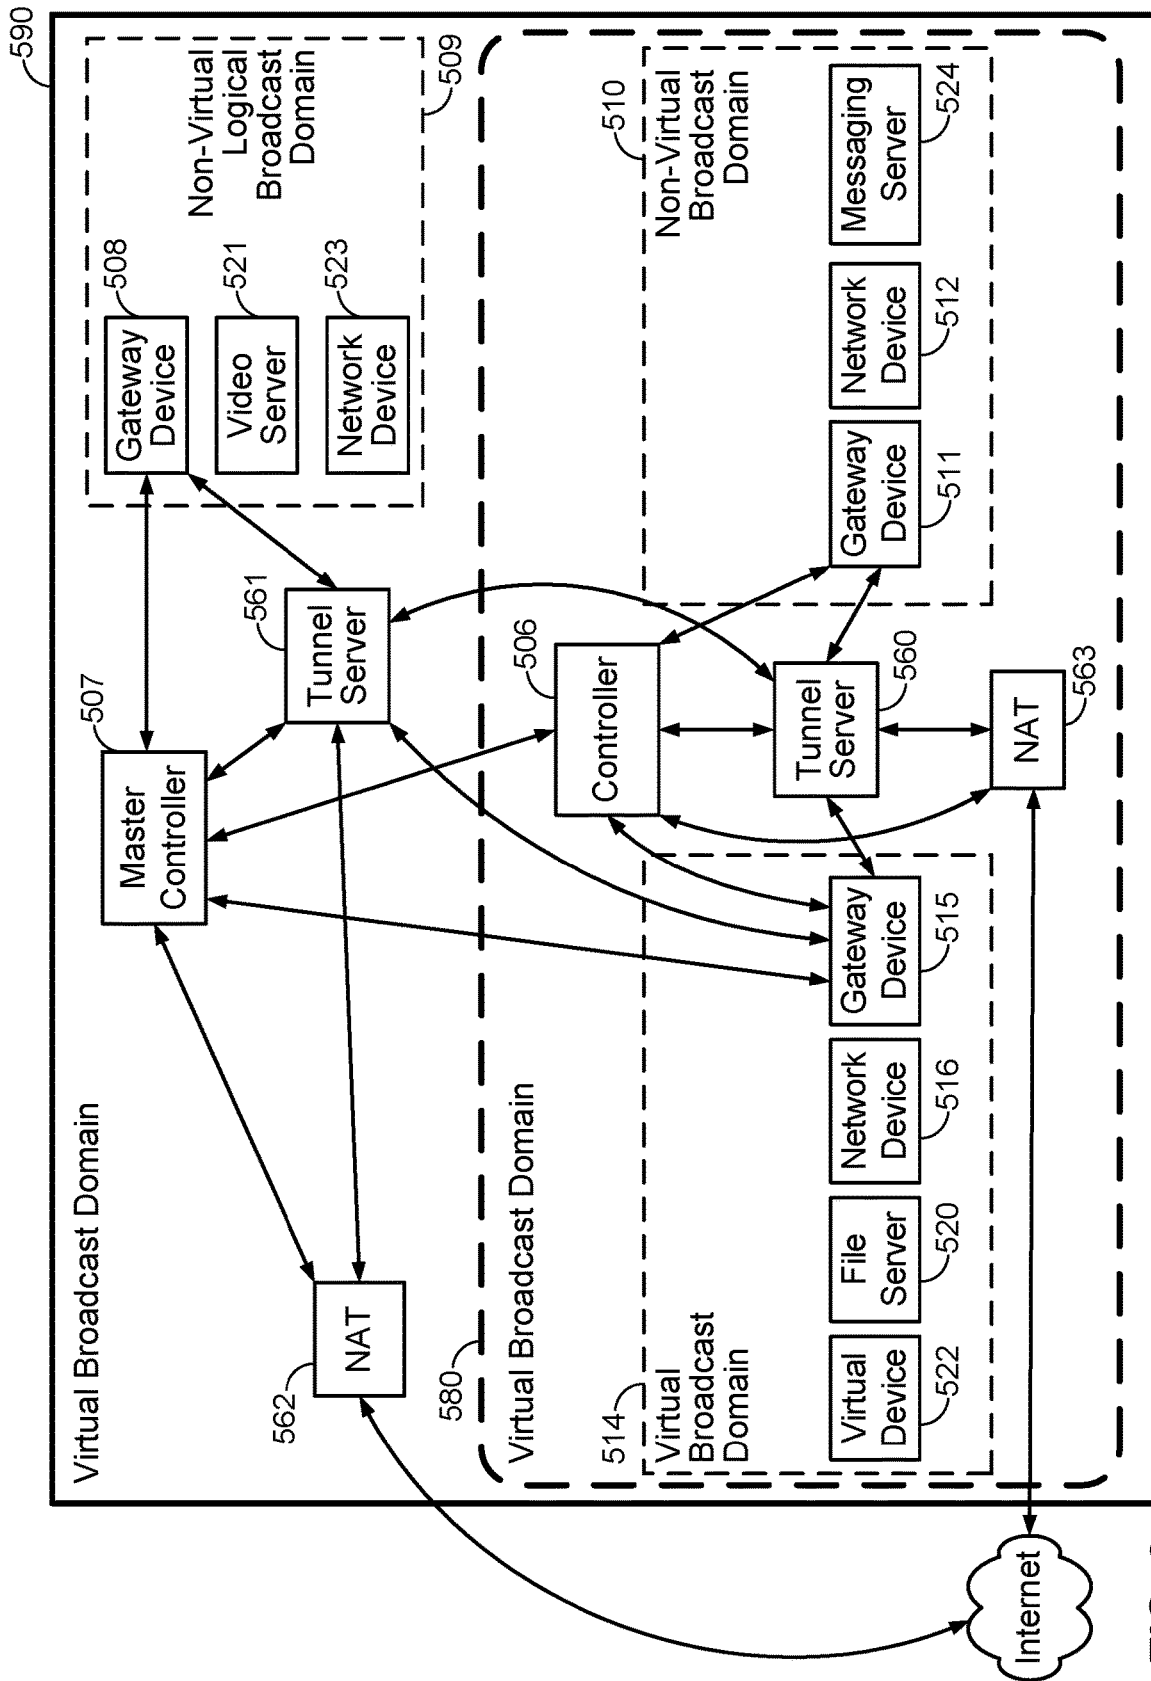 590
Virtual Broadcast Domain
507
Master
Controller
508
Gateway
Device
521
Video
Server
523
Network
Device
Non-Virtual
Logical
Broadcast
Domain
509
561
Tunnel
Server
562
NAT
580
Virtual Broadcast Domain
506
Controller
514
Virtual
Broadcast
Domain
510
Non-Virtual
Broadcast
Domain
Virtual
Device
522
File
Server
520
Network
Device
516
Gateway
Device
515
Tunnel
Server
560
Gateway
Device
511
Network
Device
512
Messaging
Server
524
NAT
563
Internet